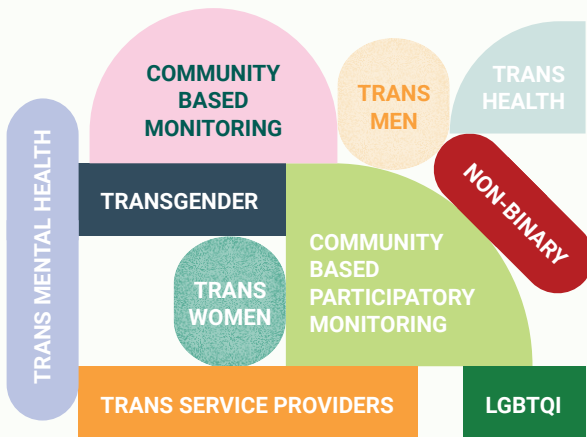 COMMUNITY
BASED
MONITORING
TRANS
MEN
TRANS
HEALTH
TRANS MENTAL HEALTH
TRANSGENDER
NON-BINARY
COMMUNITY
BASED
PARTICIPATORY
MONITORING
TRANS
WOMEN
TRANS SERVICE PROVIDERS
LGBTQI